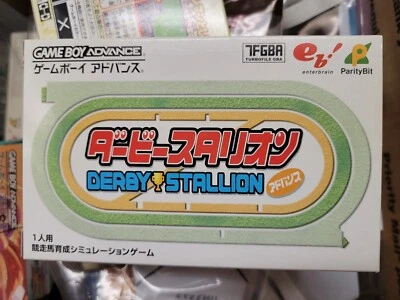 GAME BOY ADVANCE
ゲームボーイ アドバンス
TFGBA
TURBOFILE GBA
eb!
enterbrain
ParityBit
ダービースタリオン
DERBY STALLION
アドバンス
1人用
競走馬育成シミュレーションゲーム